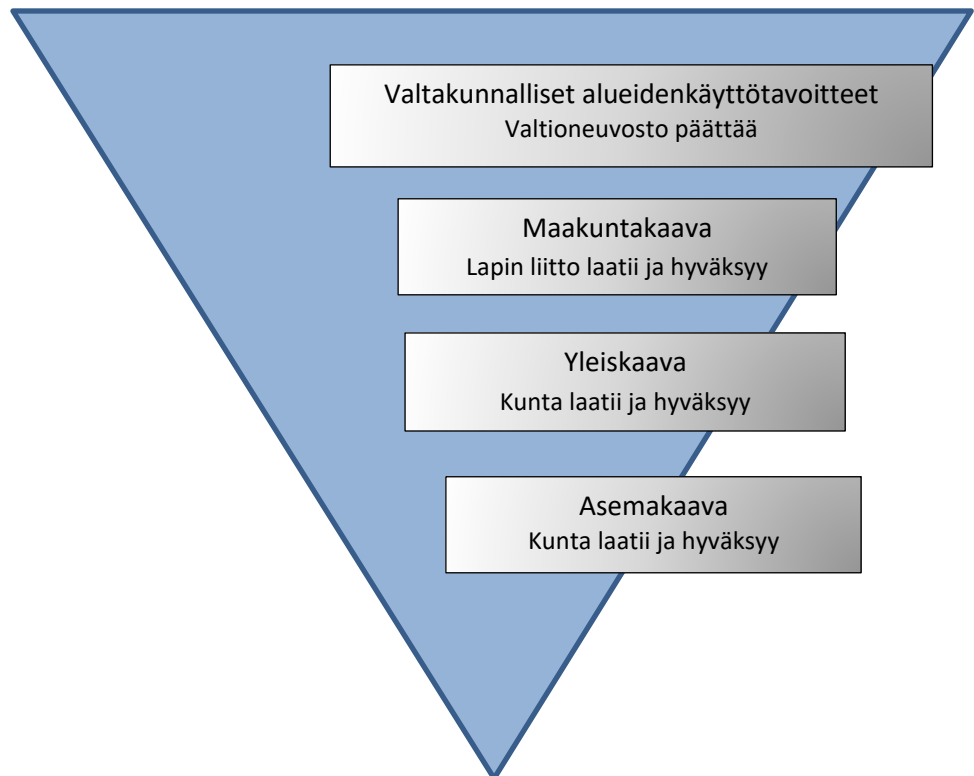 Valtakunnalliset alueidenkäyttötavoitteet
Valtioneuvosto päättää
Maakuntakaava
Lapin liitto laatii ja hyväksyy
Yleiskaava
Kunta laatii ja hyväksyy
Asemakaava
Kunta laatii ja hyväksyy